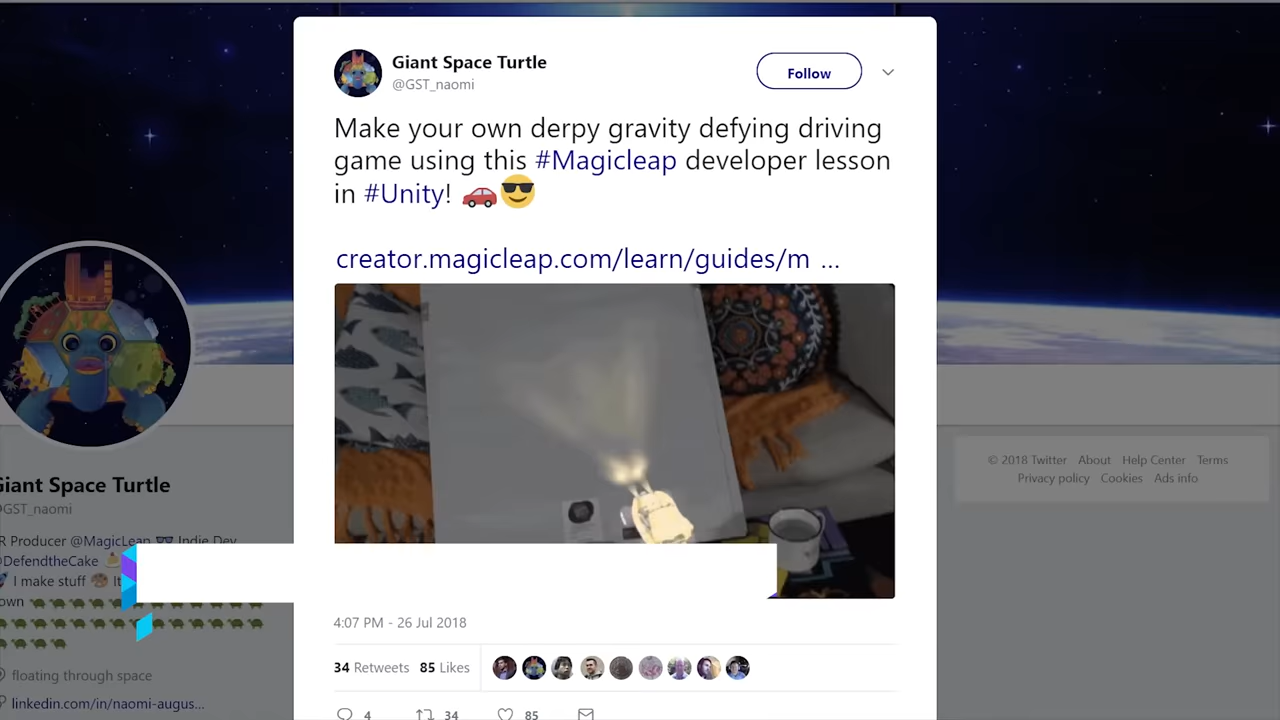 Giant Space Turtle
@GST_naomi
Follow
Make your own derpy gravity defying driving
game using this #Magicleap developer lesson
in #Unity! 🚗😎
creator.magicleap.com/learn/guides/m ...
4:07 PM - 26 Jul 2018
34 Retweets 85 Likes
4 34 85
Giant Space Turtle
@GST_naomi
R Producer @MagicLeap Indie Dev
@DefendtheCake
I make stuff
own
floating through space
linkedin.com/in/naomi-augus...
© 2018 Twitter About Help Center Terms
Privacy policy Cookies Ads info